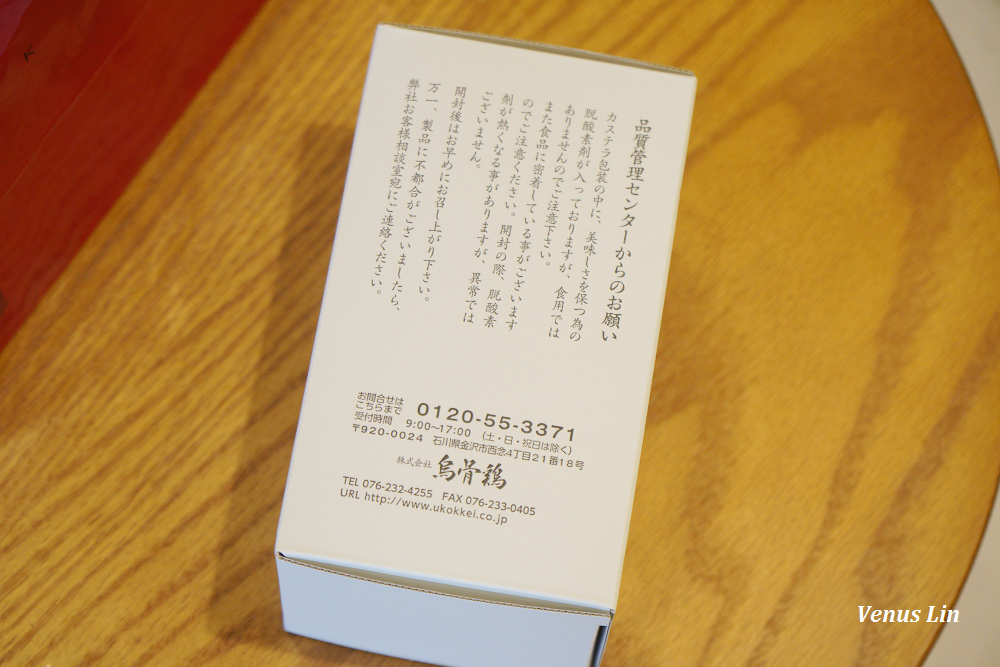 品質管理センターからのお願い
カステラ包装の中に、美味しさを保つ為の
脱酸素剤が入っておりますが、食用では
ありませんのでご注意下さい。
また食品に密着している事がございます
のでご注意ください。開封の際、脱酸素
剤が熱くなる事がありますが、異常では
ございません。
開封後はお早めにお召し上がり下さい。
万一、製品に不都合がございましたら、
弊社お客様相談室宛にご連絡ください。
お問合せは
こちらまで
0120-55-3371
受付時間 9:00~17:00 (土・日・祝日は除く)
〒920-0024 石川県金沢市西念4丁目21番18号
株式会社 烏骨鶏
TEL 076-232-4255 FAX 076-233-0405
URL http://www.ukokkei.co.jp
Venus Lin